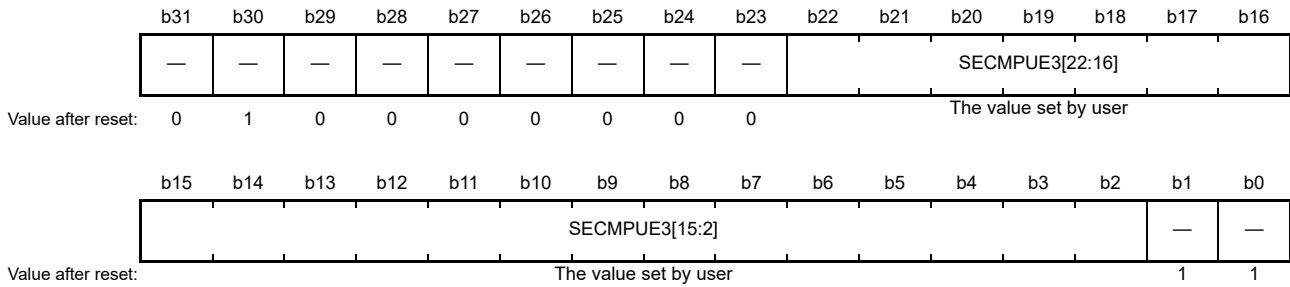 b31 b30 b29 b28 b27 b26 b25 b24 b23 b22 b21 b20 b19 b18 b17 b16
— — — — — — — — — SECMPUE3[22:16]
Value after reset: 0 1 0 0 0 0 0 0 0 The value set by user
b15 b14 b13 b12 b11 b10 b9 b8 b7 b6 b5 b4 b3 b2 b1 b0
SECMPUE3[15:2] — —
Value after reset: The value set by user 1 1